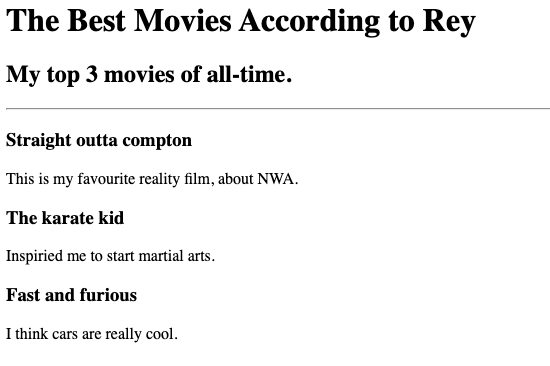 The Best Movies According to Rey
My top 3 movies of all-time.
Straight outta compton
This is my favourite reality film, about NWA.
The karate kid
Inspiried me to start martial arts.
Fast and furious
I think cars are really cool.